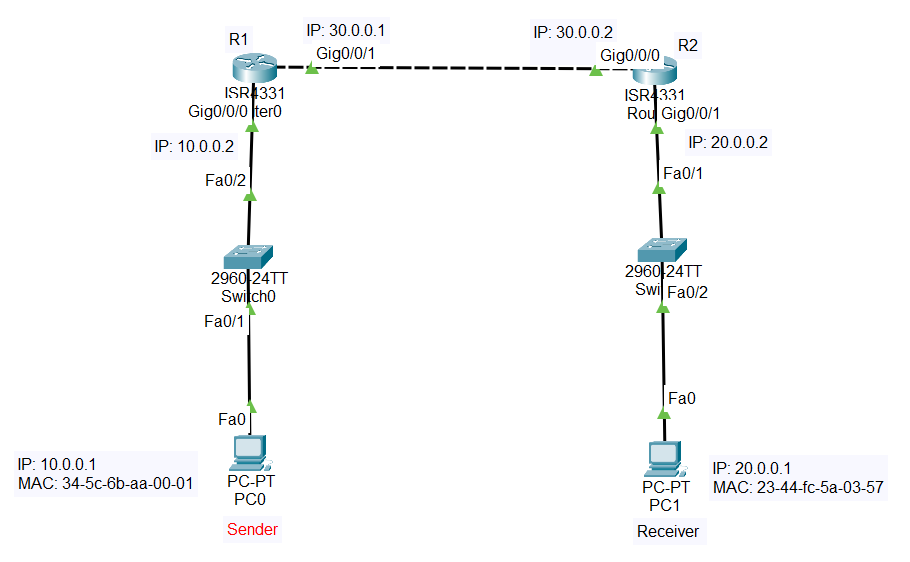 R1
IP: 30.0.0.1
Gig0/0/1
IP: 30.0.0.2
Gig0/0/0
R2
ISR4331
Gig0/0/0 ter0
IP: 10.0.0.2
Fa0/2
2960-24TT
Switch0
Fa0/1
Fa0
IP: 10.0.0.1
MAC: 34-5c-6b-aa-00-01
PC-PT
PC0
Sender
ISR4331
Rou Gig0/0/1
IP: 20.0.0.2
Fa0/1
2960-24TT
Swi
Fa0/2
Fa0
PC-PT
PC1
IP: 20.0.0.1
MAC: 23-44-fc-5a-03-57
Receiver